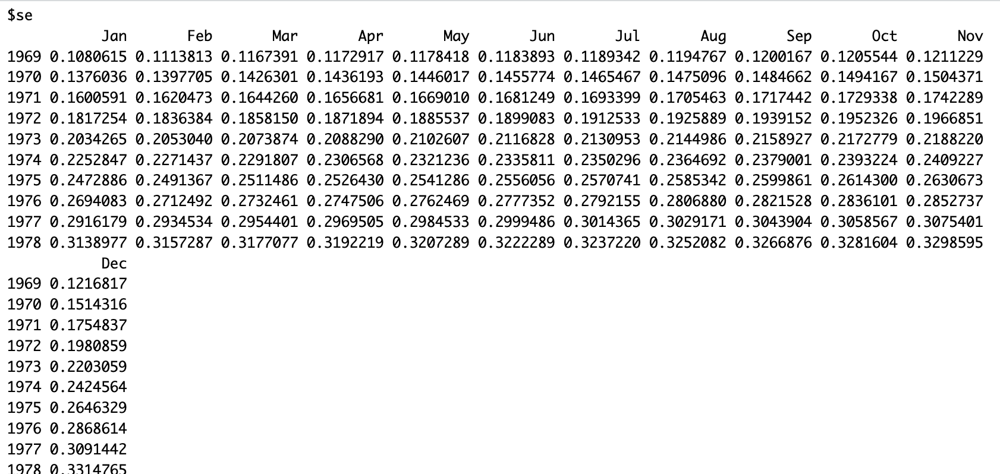 $se
Jan Feb Mar Apr May Jun Jul Aug Sep Oct Nov
1969 0.1080615 0.1113813 0.1167391 0.1172917 0.1178418 0.1183893 0.1189342 0.1194767 0.1200167 0.1205544 0.1211229
1970 0.1376036 0.1397705 0.1426301 0.1436193 0.1446017 0.1455774 0.1465467 0.1475096 0.1484662 0.1494167 0.1504371
1971 0.1600591 0.1620473 0.1644260 0.1656681 0.1669010 0.1681249 0.1693399 0.1705463 0.1717442 0.1729338 0.1742289
1972 0.1817254 0.1836384 0.1858150 0.1871894 0.1885537 0.1899083 0.1912533 0.1925889 0.1939152 0.1952326 0.1966851
1973 0.2034265 0.2053040 0.2073874 0.2088290 0.2102607 0.2116828 0.2130953 0.2144986 0.2158927 0.2172779 0.2188220
1974 0.2252847 0.2271437 0.2291807 0.2306568 0.2321236 0.2335811 0.2350296 0.2364692 0.2379001 0.2393224 0.2409227
1975 0.2472886 0.2491367 0.2511486 0.2526430 0.2541286 0.2556056 0.2570741 0.2585342 0.2599861 0.2614300 0.2630673
1976 0.2694083 0.2712492 0.2732461 0.2747506 0.2762469 0.2777352 0.2792155 0.2806880 0.2821528 0.2836101 0.2852737
1977 0.2916179 0.2934534 0.2954401 0.2969505 0.2984533 0.2999486 0.3014365 0.3029171 0.3043904 0.3058567 0.3075401
1978 0.3138977 0.3157287 0.3177077 0.3192219 0.3207289 0.3222289 0.3237220 0.3252082 0.3266876 0.3281604 0.3298595
Dec
1969 0.1216817
1970 0.1514316
1971 0.1754837
1972 0.1980859
1973 0.2203059
1974 0.2424564
1975 0.2646329
1976 0.2868614
1977 0.3091442
1978 0.3314765